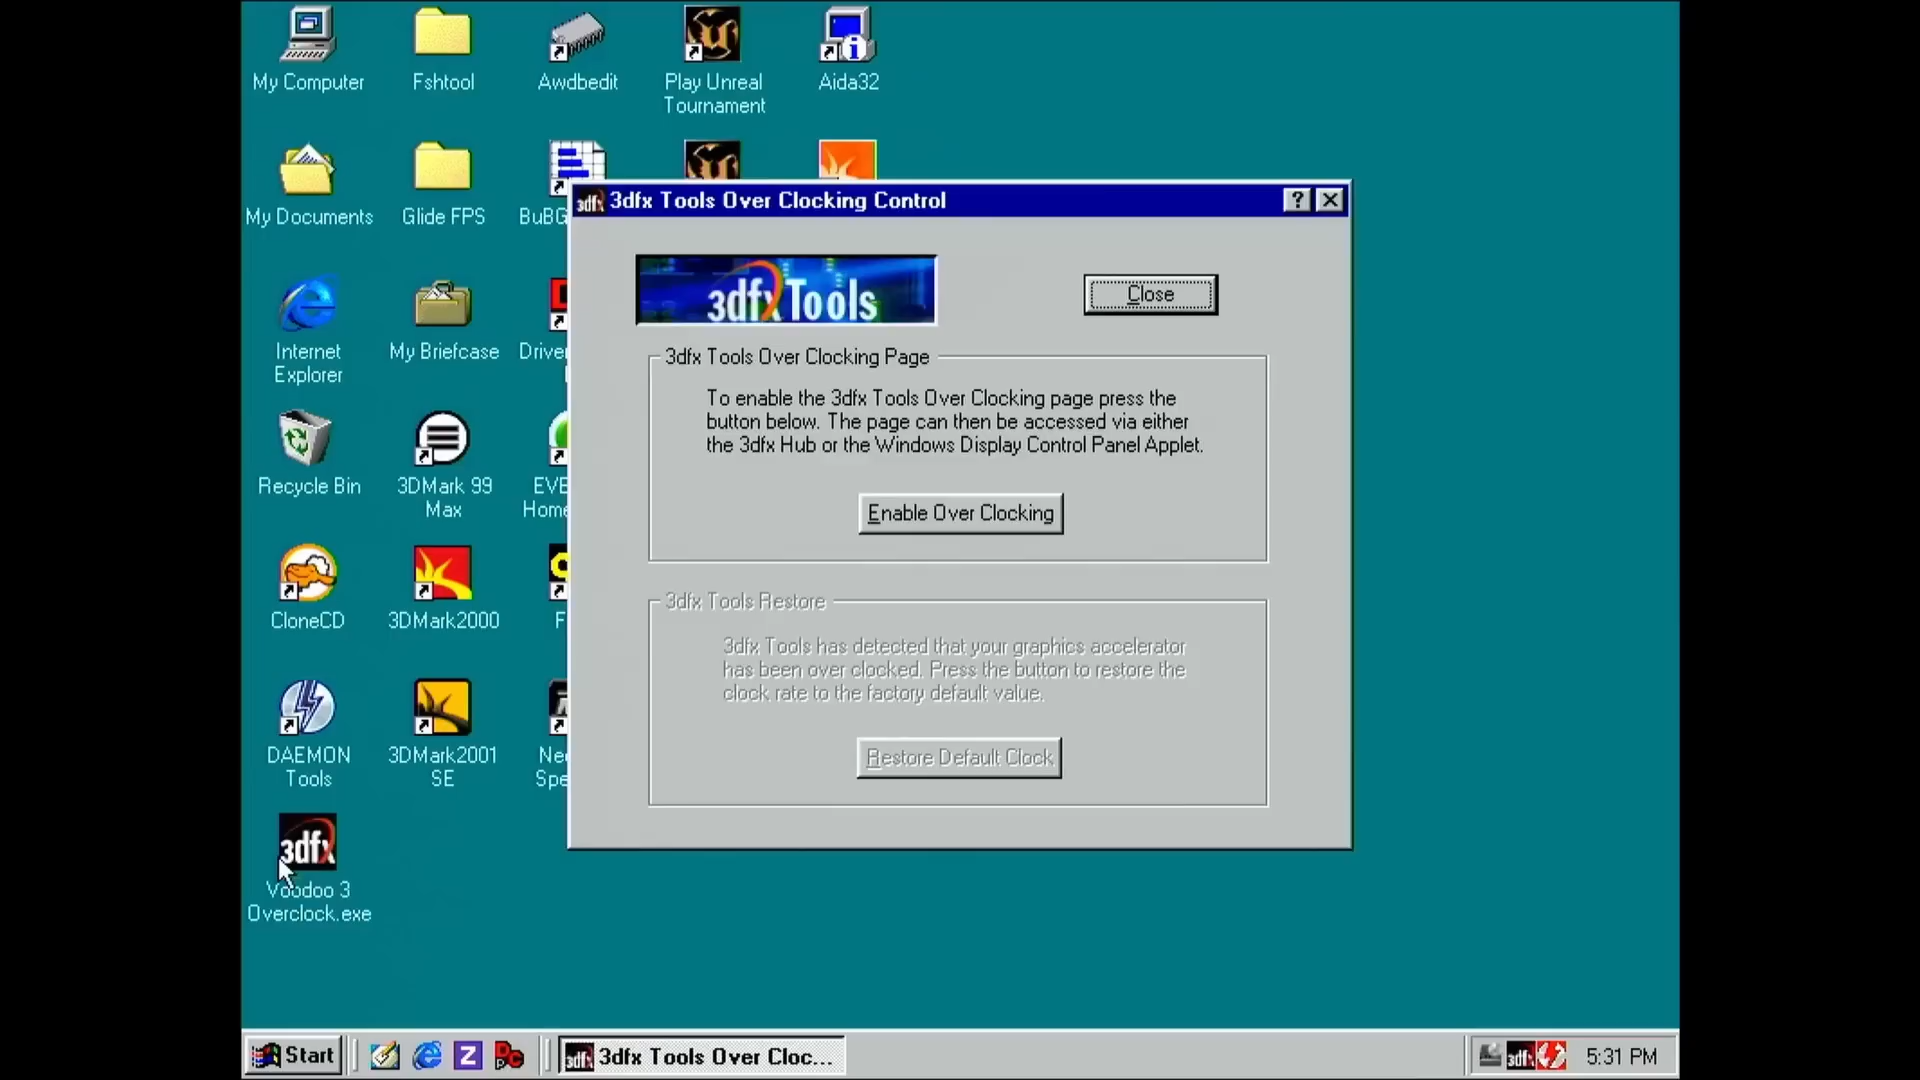 My Computer
Fshtool
Awdbedit
Play Unreal
Tournament
Aida32
My Documents
Glide FPS
BuBG
Internet
Explorer
My Briefcase
Driver
Recycle Bin
3DMark 99
Max
EVE
Home
CloneCD
3DMark2000
F
DAEMON
Tools
3DMark2001
SE
Nee
Spe
3dfx
Voodoo 3
Overclock.exe
3dfx Tools Over Clocking Control
3dfx Tools
Close
3dfx Tools Over Clocking Page
To enable the 3dfx Tools Over Clocking page press the
button below. The page can then be accessed via either
the 3dfx Hub or the Windows Display Control Panel Applet.
Enable Over Clocking
3dfx Tools Restore
3dfx Tools has detected that your graphics accelerator
has been over clocked. Press the button to restore the
clock rate to the factory default value.
Restore Default Clock
Start
3dfx Tools Over Cloc...
5:31 PM